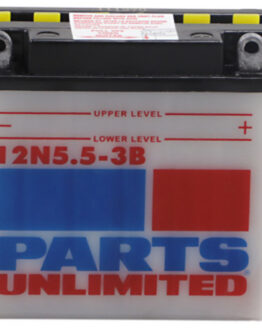 UPPER LEVEL
LOWER LEVEL
- +
12N5.5-3B
PARTS
UNLIMITED